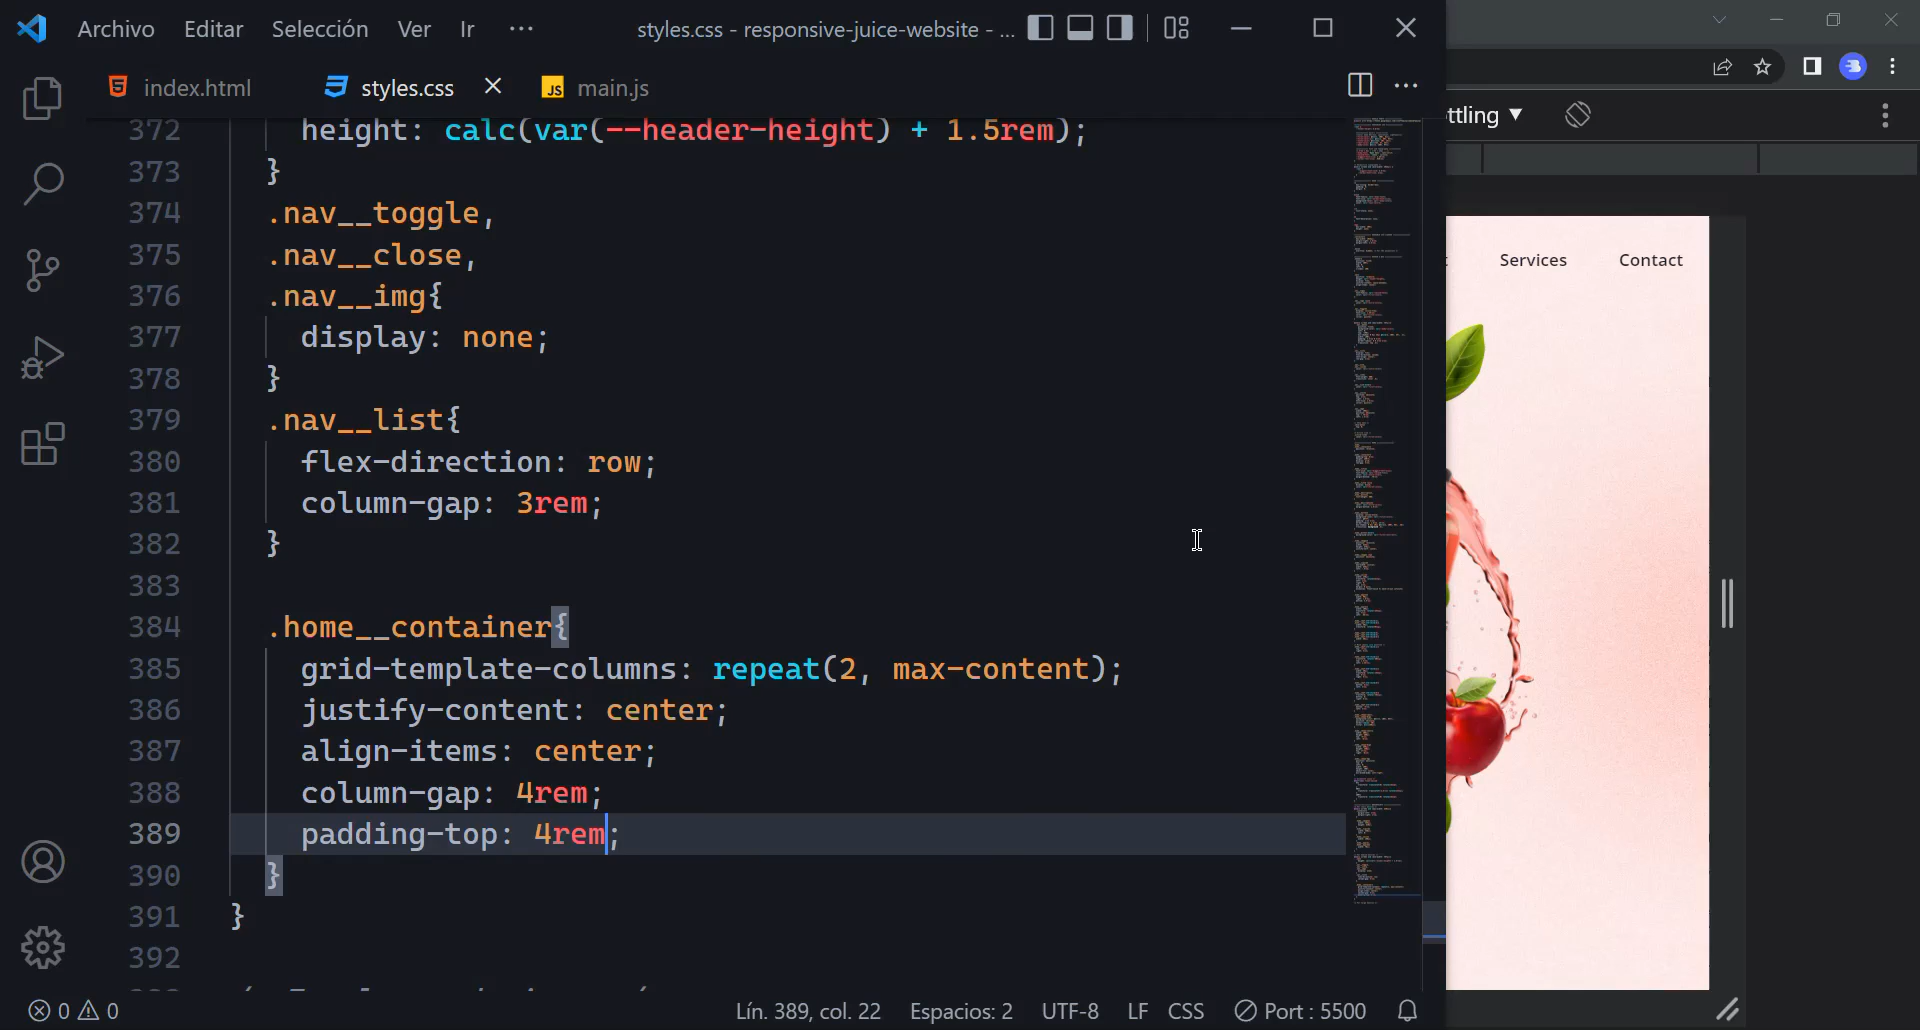 Archivo Editar Selección Ver Ir ··· styles.css - responsive-juice-website - ...
index.html styles.css JS main.js
ttling ▼
372 height: calc(var(--header-height) + 1.5rem);
373 }
374 .nav__toggle,
375 .nav__close,
376 .nav__img{
377 display: none;
378 }
379 .nav__list{
380 flex-direction: row;
381 column-gap: 3rem;
382 }
383
384 .home__container{
385 grid-template-columns: repeat(2, max-content);
386 justify-content: center;
387 align-items: center;
388 column-gap: 4rem;
389 padding-top: 4rem;
390 }
391 }
392
Services Contact
0 0 Lín. 389, col. 22 Espacios: 2 UTF-8 LF CSS Port : 5500